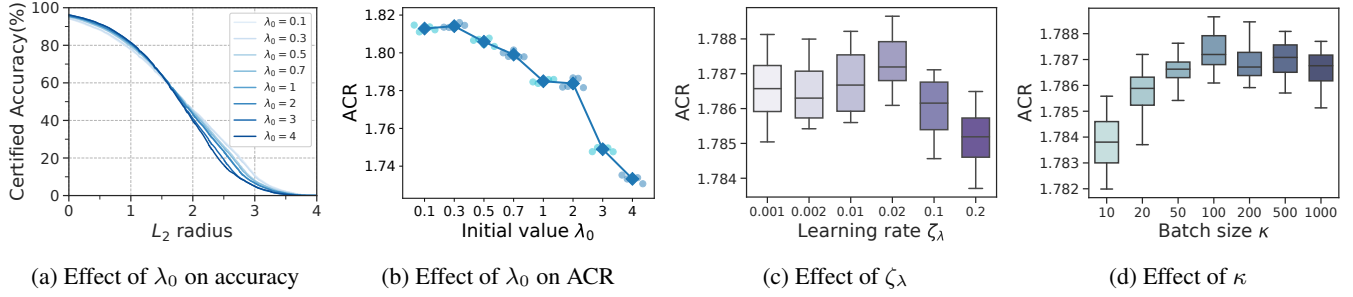 Certified Accuracy(%)
100
80
60
40
20
0
0 1 2 3 4
L₂ radius
λ₀ = 0.1
λ₀ = 0.3
λ₀ = 0.5
λ₀ = 0.7
λ₀ = 1
λ₀ = 2
λ₀ = 3
λ₀ = 4
(a) Effect of λ₀ on accuracy
ACR
1.82
1.80
1.78
1.76
1.74
0.1 0.3 0.5 0.7 1 2 3 4
Initial value λ₀
(b) Effect of λ₀ on ACR
ACR
1.788
1.787
1.786
1.785
1.784
0.001 0.002 0.01 0.02 0.1 0.2
Learning rate ζ_λ
(c) Effect of ζ_λ
ACR
1.788
1.787
1.786
1.784
1.783
1.782
10 20 50 100 200 500 1000
Batch size κ
(d) Effect of κ